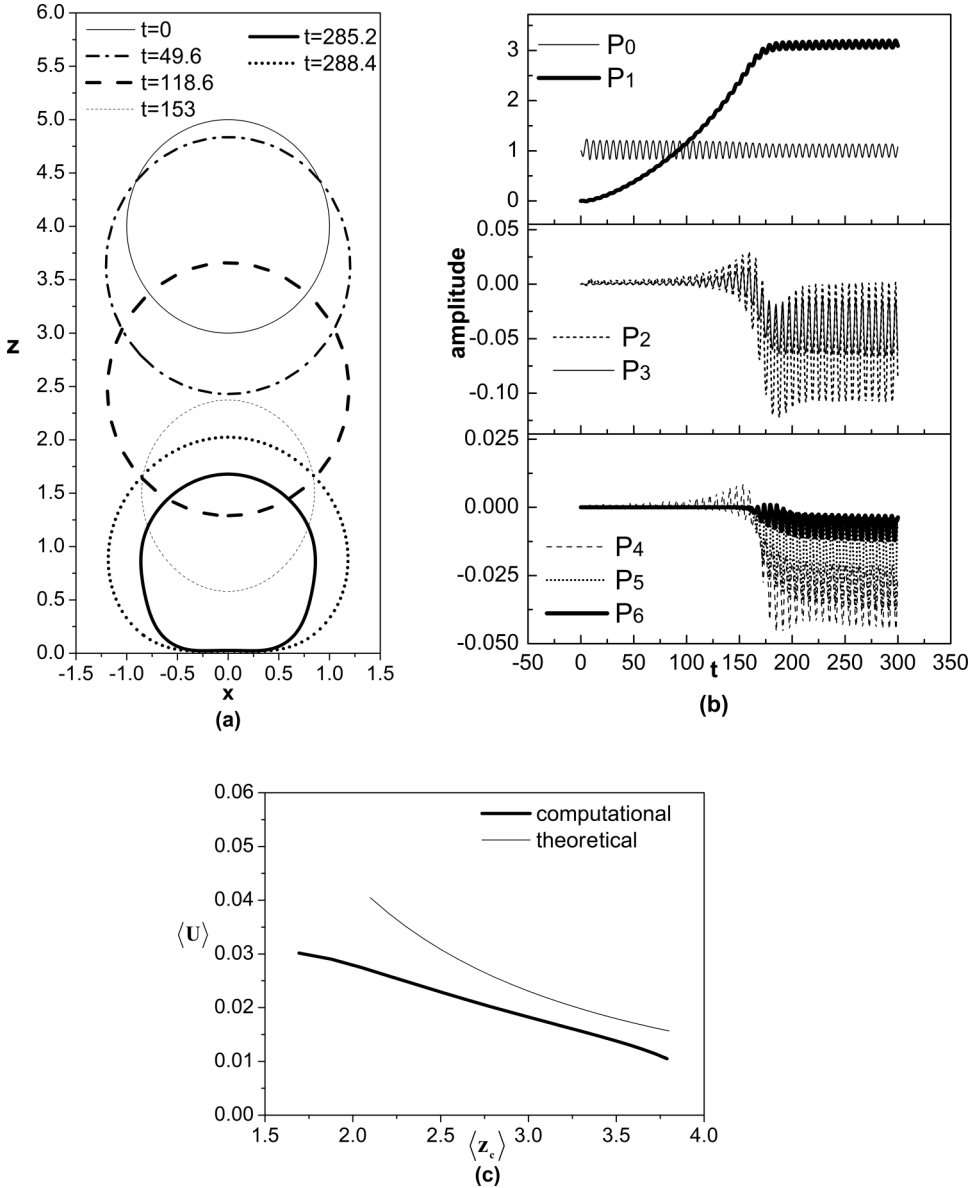 6.0
5.5
5.0
4.5
4.0
3.5
3.0
2.5
2.0
1.5
1.0
0.5
0.0
z
t=0
t=49.6
t=118.6
t=153
t=285.2
t=288.4
-1.5 -1.0 -0.5 0.0 0.5 1.0 1.5
x
(a)
3
2
1
0
P0
P1
0.05
0.00
-0.05
-0.10
amplitude
P2
P3
0.025
0.000
-0.025
-0.050
P4
P5
P6
-50 0 50 100 150 200 250 300 350
t
(b)
0.06
0.05
0.04
0.03
0.02
0.01
0.00
⟨U⟩
computational
theoretical
1.5 2.0 2.5 3.0 3.5 4.0
⟨zc⟩
(c)